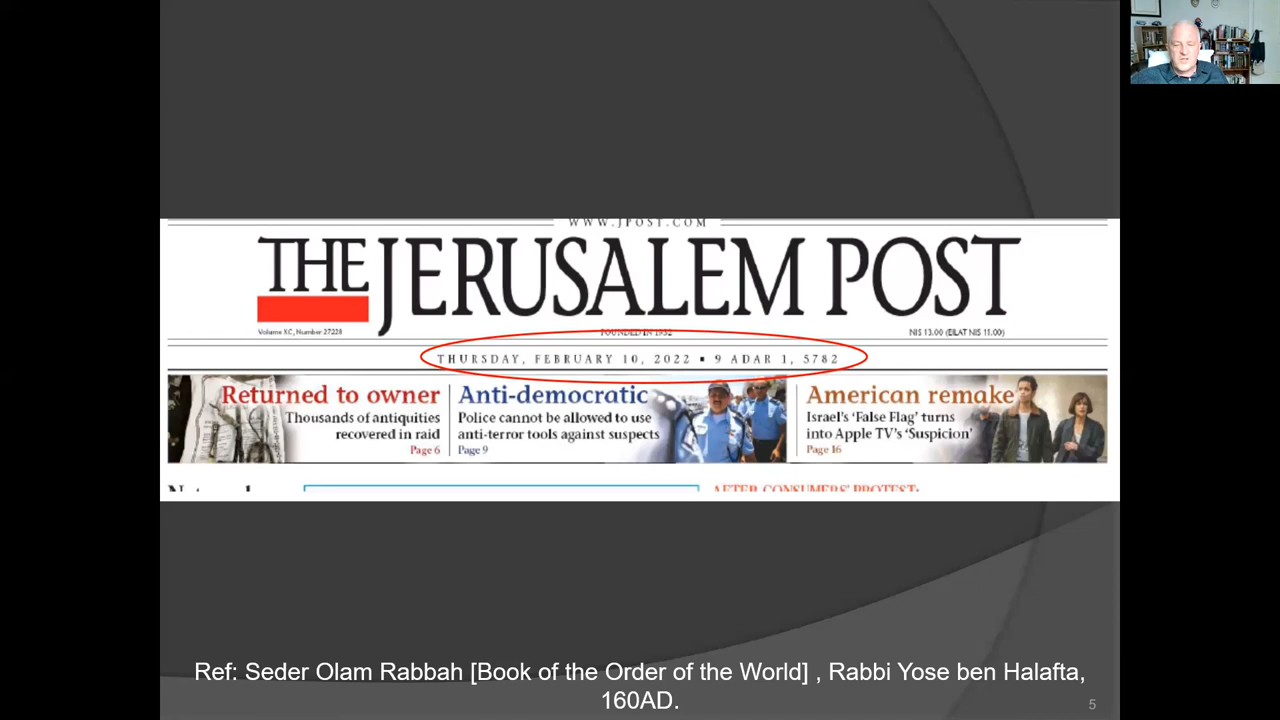 WWW.JPOST.COM
THE JERUSALEM POST
Volume XC, Number 27228
FOUNDED IN 1932
NIS 13.00 (EILAT NIS 11.00)
THURSDAY, FEBRUARY 10, 2022 ▪ 9 ADAR 1, 5782
Returned to owner
Thousands of antiquities
recovered in raid
Page 6
Anti-democratic
Police cannot be allowed to use
anti-terror tools against suspects
Page 9
American remake
Israel's 'False Flag' turns
into Apple TV's 'Suspicion'
Page 16
AFTER CONSUMERS' PROTEST:
Ref: Seder Olam Rabbah [Book of the Order of the World] , Rabbi Yose ben Halafta,
160AD.
5